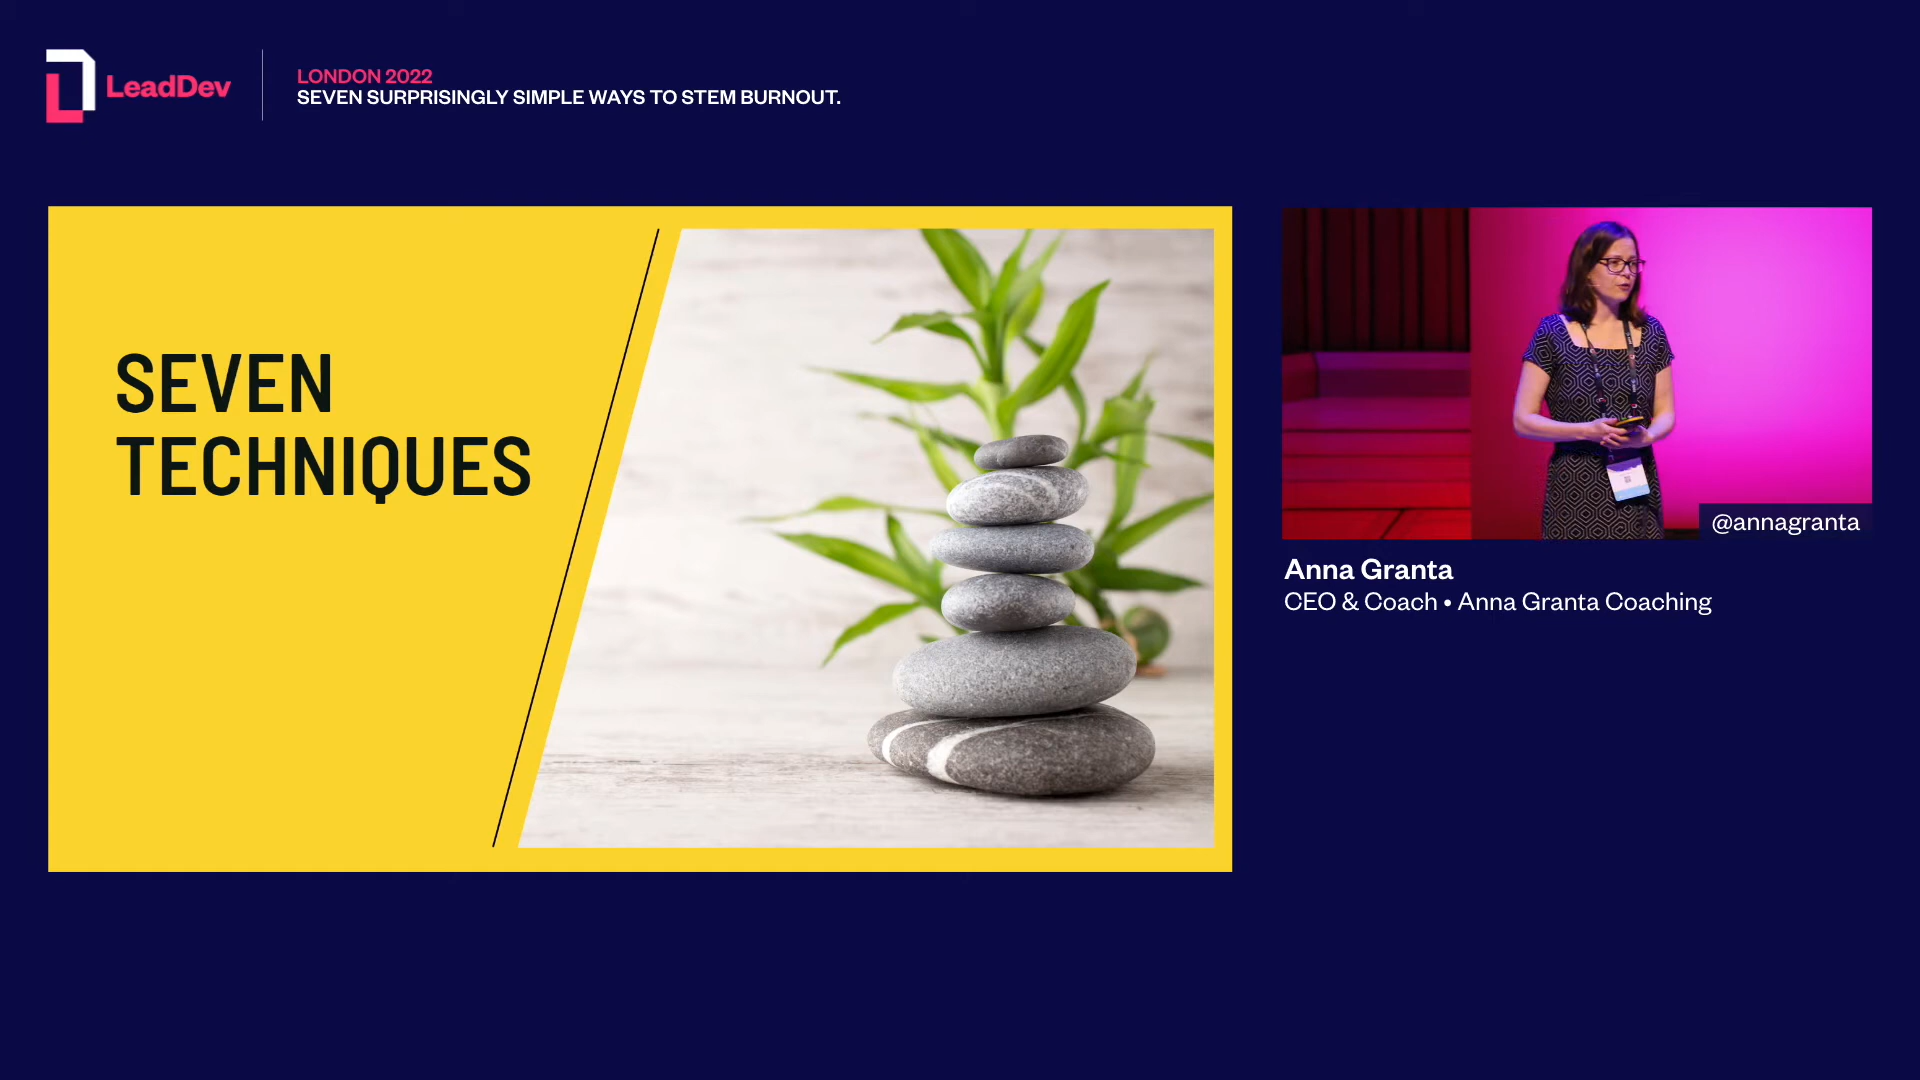 LeadDev
LONDON 2022
SEVEN SURPRISINGLY SIMPLE WAYS TO STEM BURNOUT.
SEVEN
TECHNIQUES
@annagranta
Anna Granta
CEO & Coach • Anna Granta Coaching